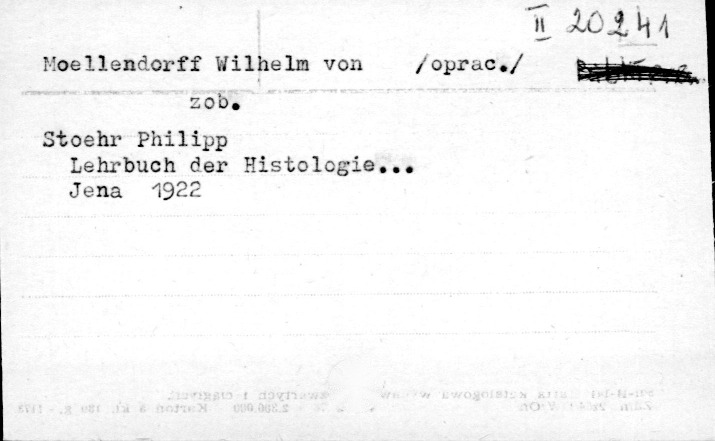 II 20241
Moellendorff Wilhelm von /oprac./
zob.
Stoehr Philipp
Lehrbuch der Histologie...
Jena 1922